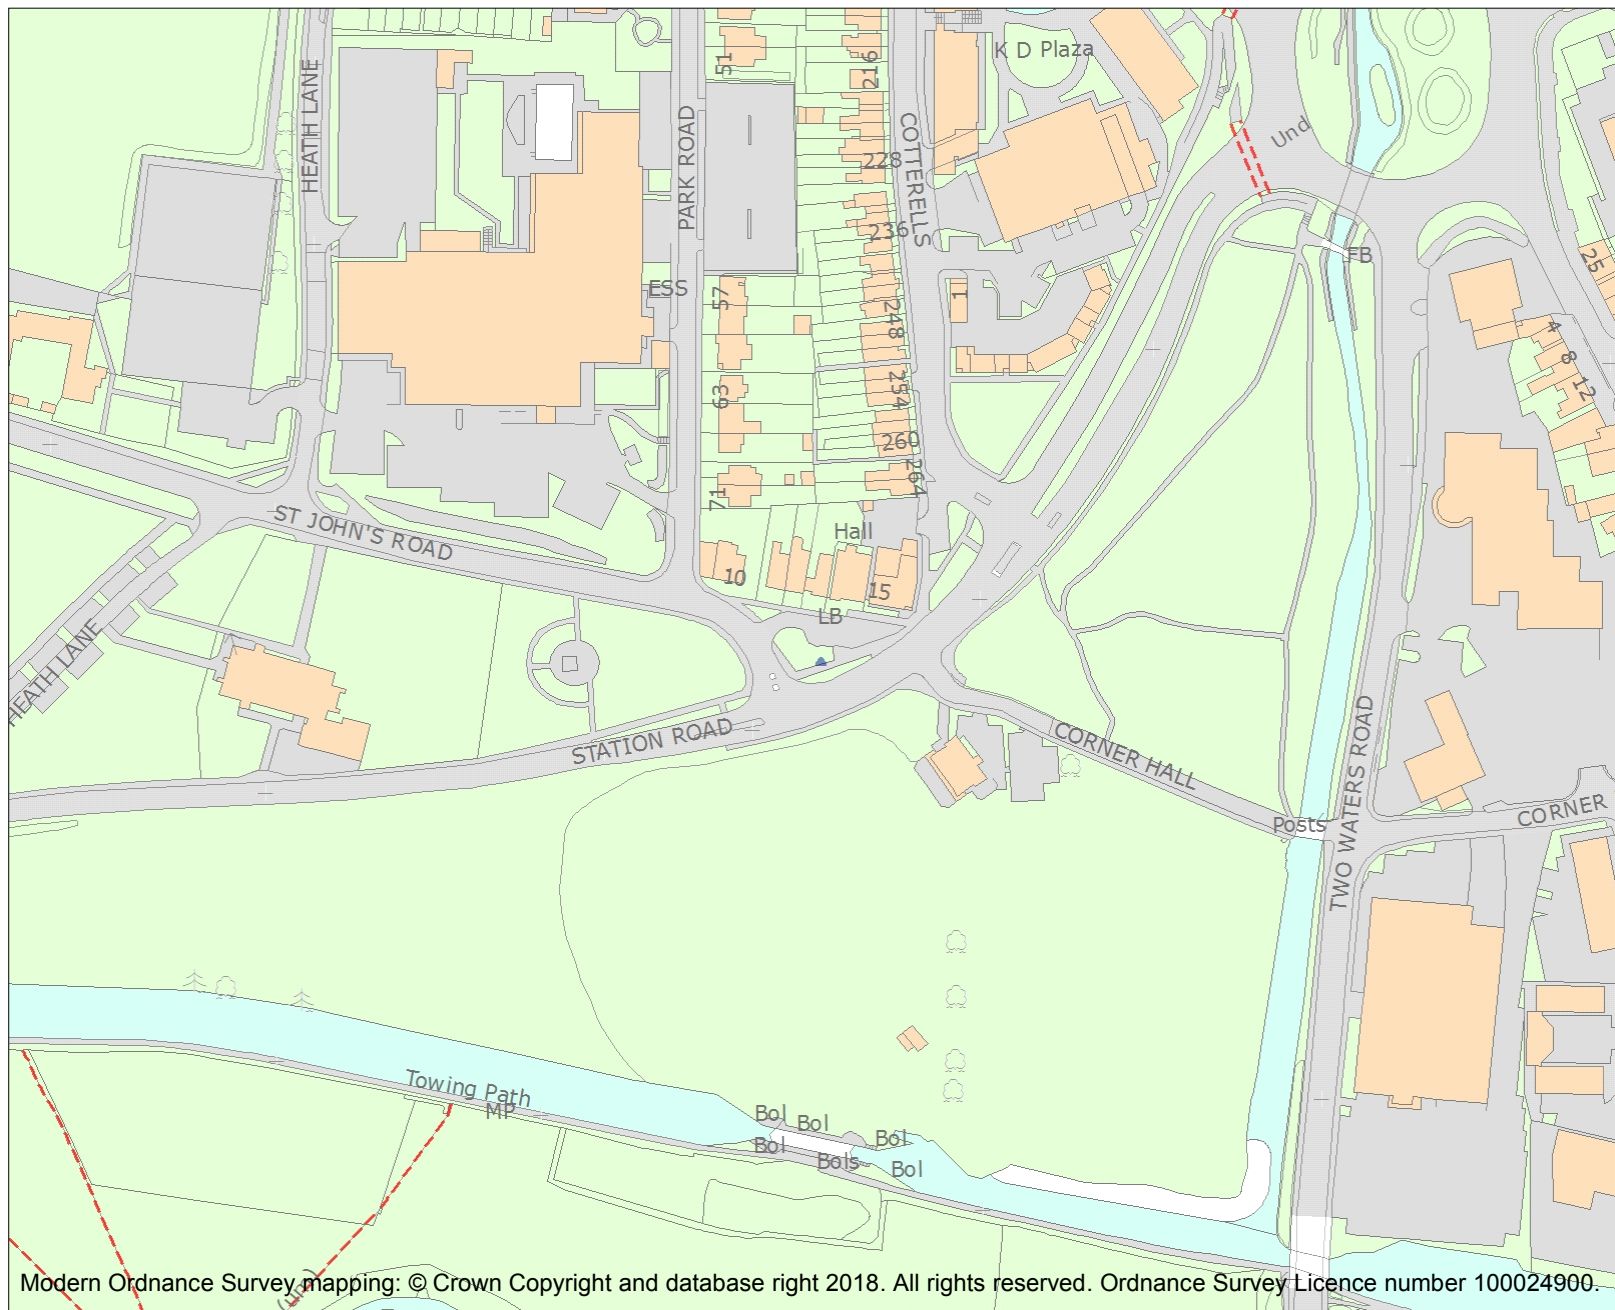 K D Plaza
51
216
HEATH LANE
PARK ROAD
COTTERELLS
Und
228
236
FB
25
ESS
57
1
248
4
8
12
63
254
260
264
71
Hall
ST JOHN'S ROAD
10
15
LB
HEATH LANE
STATION ROAD
CORNER HALL
TWO WATERS ROAD
Posts
CORNER
Towing Path
MP
Bol
Bol
Bol
Bol
Bols
Bol
(um)
Modern Ordnance Survey mapping: © Crown Copyright and database right 2018. All rights reserved. Ordnance Survey Licence number 100024900.